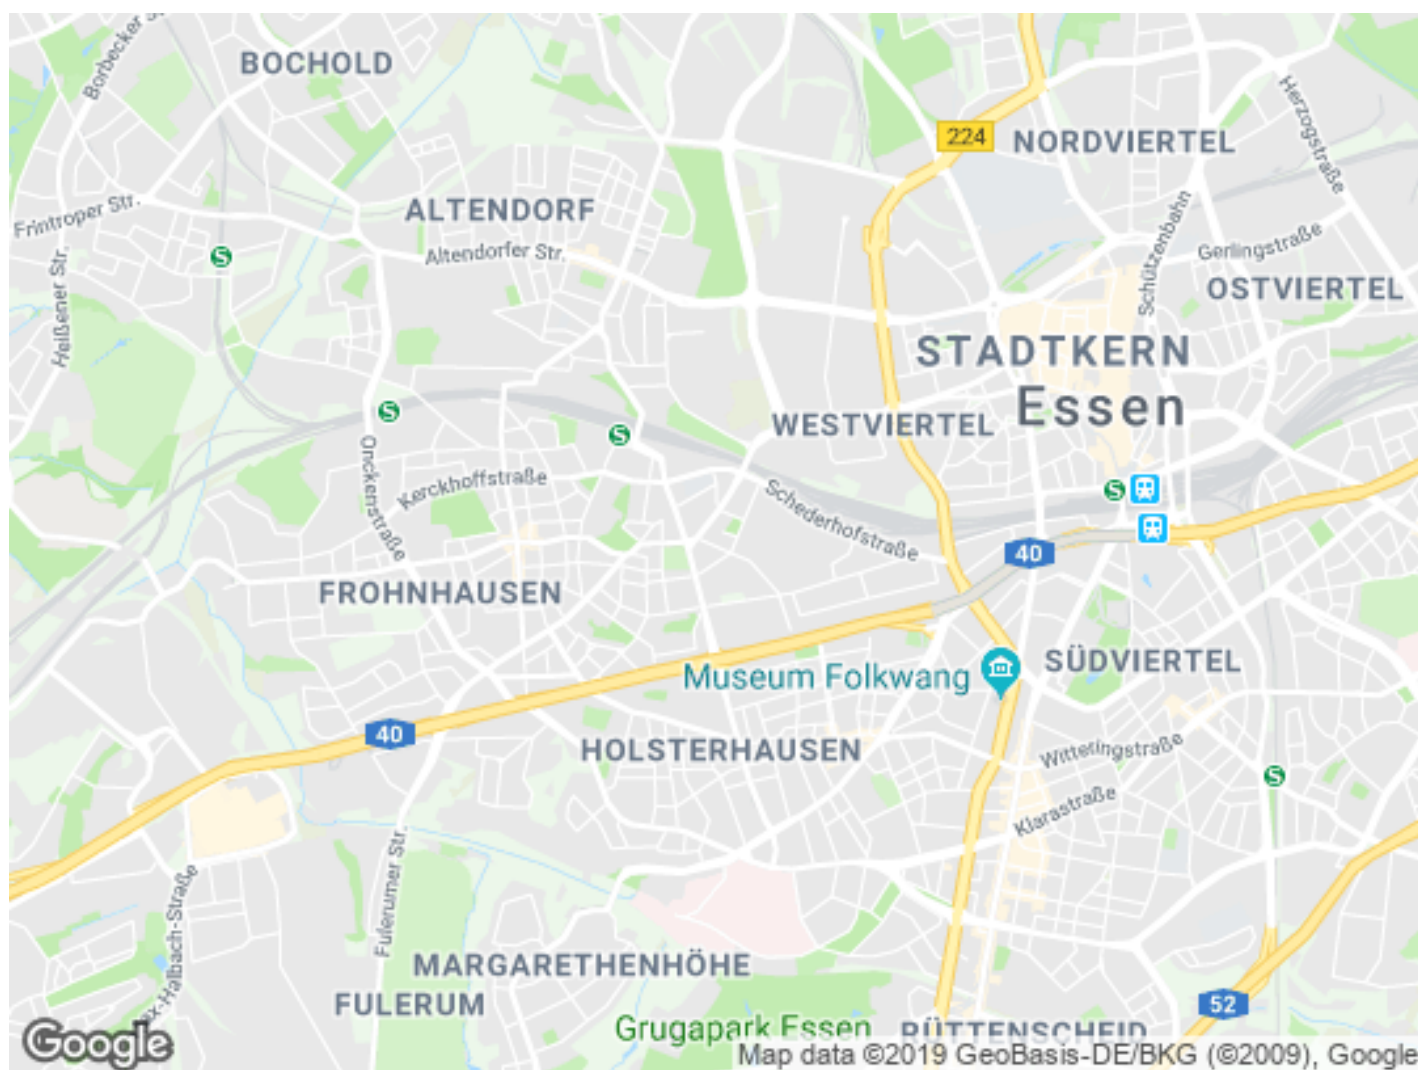 BOCHOLD
Borbecker S
224
NORDVIERTEL
Herzogstraße
Frintroper Str.
ALTENDORF
Altendorfer Str.
Schützenbahn
Gerlingstraße
S
Heißener Str.
OSTVIERTEL
STADTKERN
Essen
S
S
WESTVIERTEL
Onckenstraße
Kerckhoffstraße
Schederhofstraße
S
40
FROHNHAUSEN
Museum Folkwang
SÜDVIERTEL
40
HOLSTERHAUSEN
Wittelingstraße
S
Klarastraße
Fulerumer Str.
ax-Halbach-Straße
MARGARETHENHÖHE
FULERUM
52
Grugapark Essen
RÜTTENSCHEID
Google
Map data ©2019 GeoBasis-DE/BKG (©2009), Google